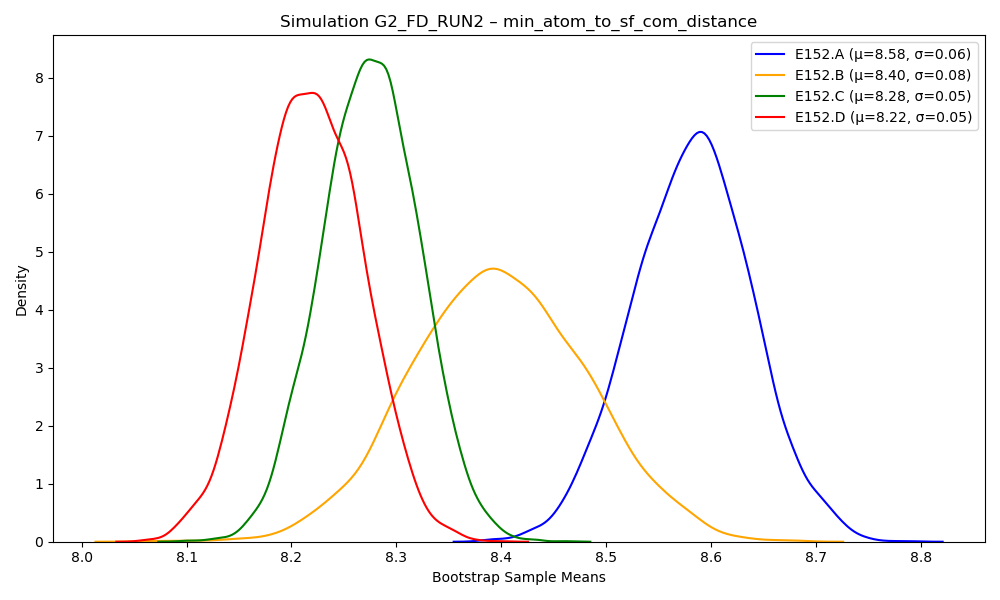 Simulation G2_FD_RUN2 – min_atom_to_sf_com_distance
E152.A (μ=8.58, σ=0.06)
E152.B (μ=8.40, σ=0.08)
E152.C (μ=8.28, σ=0.05)
E152.D (μ=8.22, σ=0.05)
Density
8
7
6
5
4
3
2
1
0
8.0 8.1 8.2 8.3 8.4 8.5 8.6 8.7 8.8
Bootstrap Sample Means